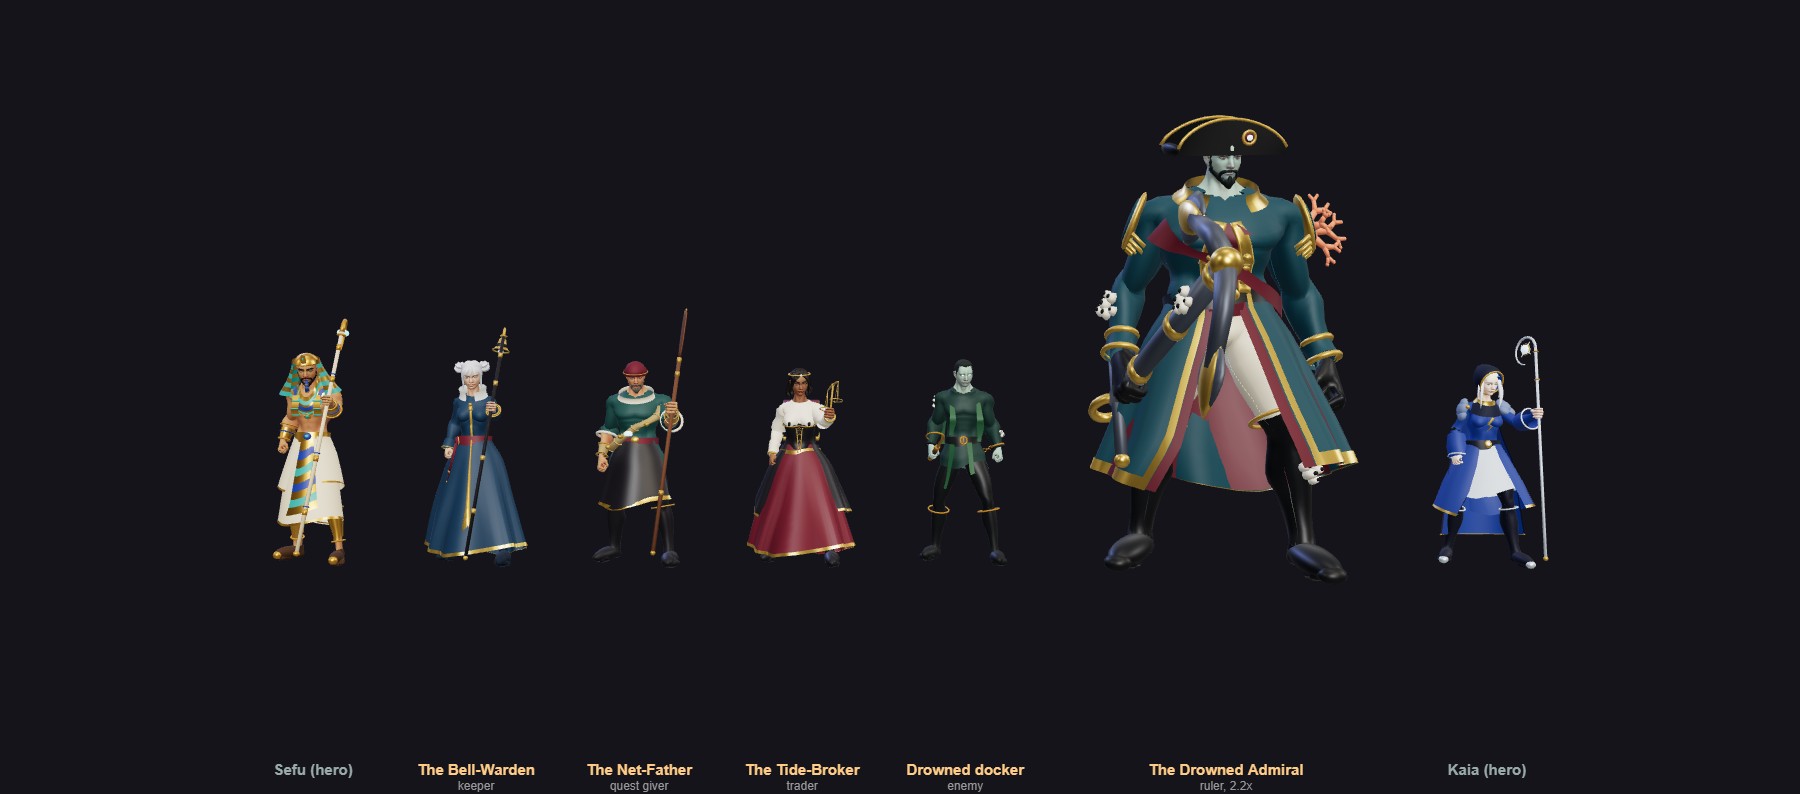 Sefu (hero)
The Bell-Warden
keeper
The Net-Father
quest giver
The Tide-Broker
trader
Drowned docker
enemy
The Drowned Admiral
ruler, 2.2x
Kaia (hero)